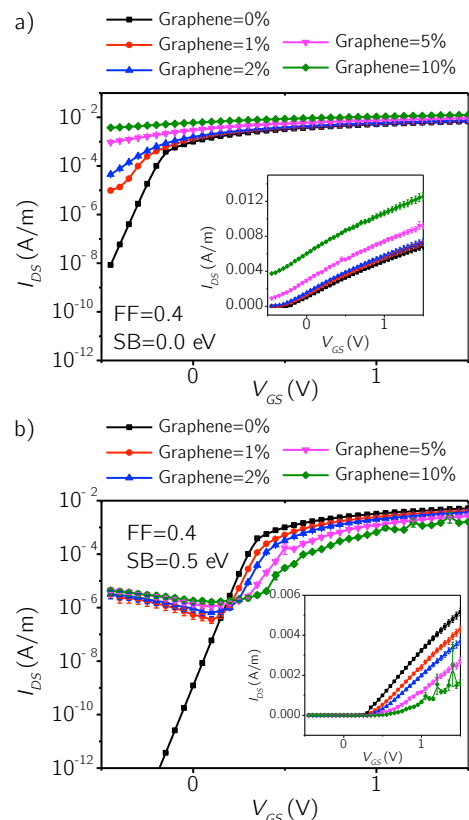 a)
Graphene=0%
Graphene=1%
Graphene=5%
Graphene=2%
Graphene=10%
10⁻²
10⁻⁴
10⁻⁶
10⁻⁸
10⁻¹⁰
10⁻¹²
I_DS (A/m)
FF=0.4
SB=0.0 eV
0.012
0.008
0.004
0.000
I_DS (A/m)
0
1
V_GS (V)
0
1
V_GS (V)
b)
Graphene=0%
Graphene=1%
Graphene=5%
Graphene=2%
Graphene=10%
10⁻²
10⁻⁴
10⁻⁶
10⁻⁸
10⁻¹⁰
10⁻¹²
I_DS (A/m)
FF=0.4
SB=0.5 eV
0.006
0.004
0.002
0.000
I_DS (A/m)
0
1
V_GS (V)
0
1
V_GS (V)